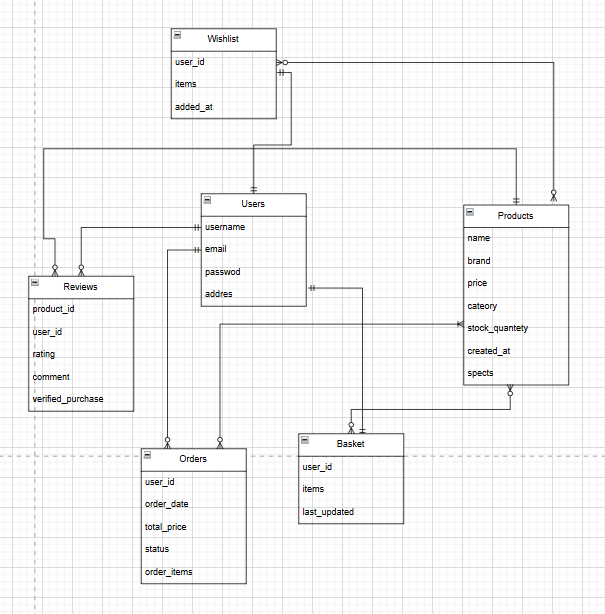 Wishlist
user_id
items
added_at
Users
username
email
passwod
addres
Products
name
brand
price
cateory
stock_quantety
created_at
spects
Reviews
product_id
user_id
rating
comment
verified_purchase
Orders
user_id
order_date
total_price
status
order_items
Basket
user_id
items
last_updated